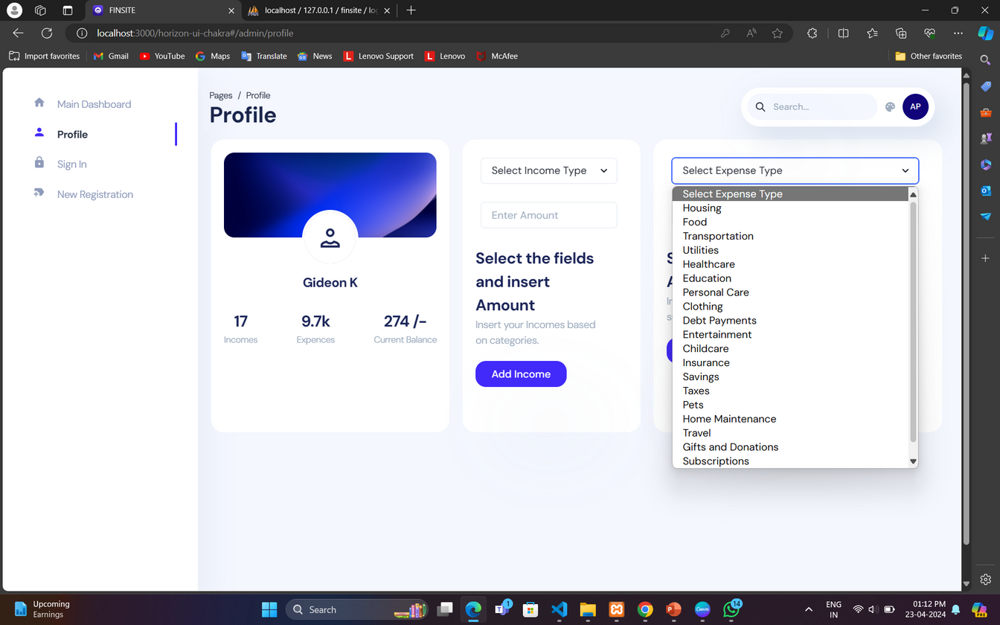 FINSITE
localhost / 127.0.0.1 / finsite / log
localhost:3000/horizon-ui-chakra#/admin/profile
Import favorites
Gmail
YouTube
Maps
Translate
News
Lenovo Support
Lenovo
McAfee
Other favorites
Main Dashboard
Profile
Sign In
New Registration
Pages / Profile
Profile
Search...
AP
Gideon K
17
Incomes
9.7k
Expences
274 /-
Current Balance
Select Income Type
Enter Amount
Select the fields
and insert
Amount
Insert your Incomes based
on categories.
Add Income
Select Expense Type
Select Expense Type
Housing
Food
Transportation
Utilities
Healthcare
Education
Personal Care
Clothing
Debt Payments
Entertainment
Childcare
Insurance
Savings
Taxes
Pets
Home Maintenance
Travel
Gifts and Donations
Subscriptions
Upcoming
Earnings
Search
1
14
ENG
IN
01:12 PM
23-04-2024
PRE